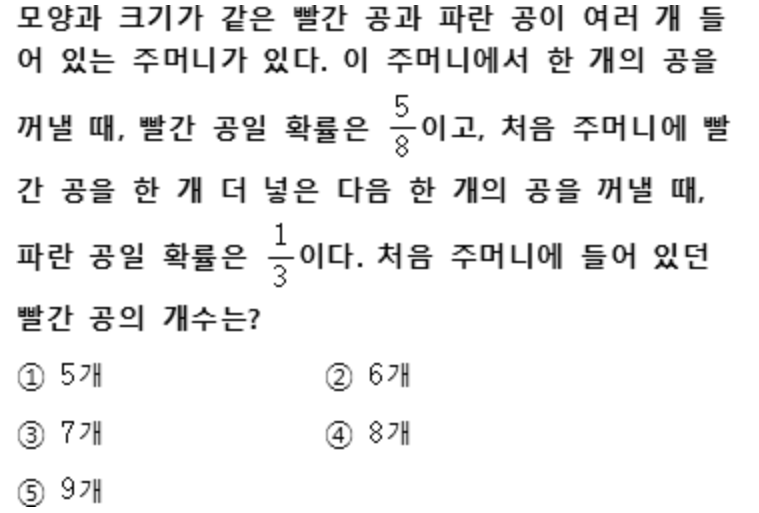 모양과 크기가 같은 빨간 공과 파란 공이 여러 개 들
어 있는 주머니가 있다. 이 주머니에서 한 개의 공을
꺼낼 때, 빨간 공일 확률은 5/8이고, 처음 주머니에 빨
간 공을 한 개 더 넣은 다음 한 개의 공을 꺼낼 때,
파란 공일 확률은 1/3이다. 처음 주머니에 들어 있던
빨간 공의 개수는?
① 5개 ② 6개
③ 7개 ④ 8개
⑤ 9개